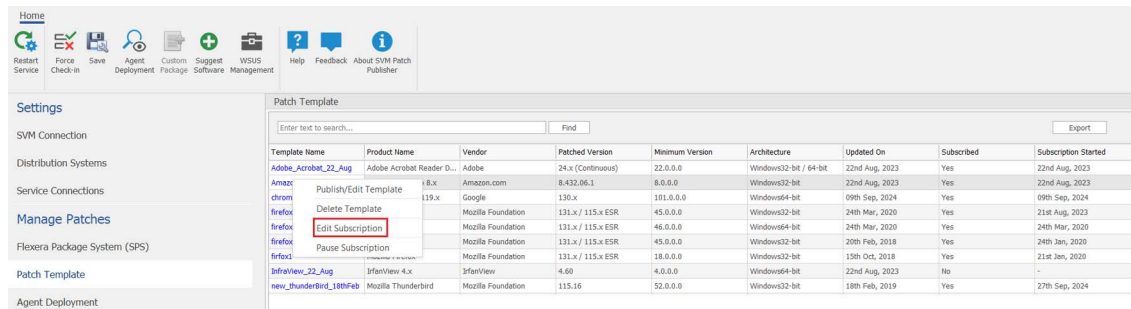 Home
Restart Service
Force Check-in
Save
Agent Deployment
Custom Package
Suggest Software
WSUS Management
Help
Feedback
About SVM Patch Publisher
Settings
SVM Connection
Distribution Systems
Service Connections
Manage Patches
Flexera Package System (SPS)
Patch Template
Agent Deployment
Patch Template
Enter text to search... Find Export
Template Name Product Name Vendor Patched Version Minimum Version Architecture Updated On Subscribed Subscription Started
Adobe_Acrobat_22_Aug Adobe Acrobat Reader D... Adobe 24.x (Continuous) 22.0.0.0 Windows32-bit / 64-bit 22nd Aug, 2023 Yes 22nd Aug, 2023
Amazo 8.x Amazon.com 8.432.06.1 8.0.0.0 Windows32-bit 22nd Aug, 2023 Yes 22nd Aug, 2023
chrom 119.x Google 130.x 101.0.0.0 Windows64-bit 09th Sep, 2024 Yes 09th Sep, 2024
firefox Mozilla Foundation 131.x / 115.x ESR 45.0.0.0 Windows32-bit 24th Mar, 2020 Yes 21st Aug, 2023
firefox Mozilla Foundation 131.x / 115.x ESR 46.0.0.0 Windows64-bit 24th Mar, 2020 Yes 24th Mar, 2020
firefox Mozilla Foundation 131.x / 115.x ESR 45.0.0.0 Windows32-bit 20th Feb, 2018 Yes 24th Jan, 2020
firfox1 Mozilla Firefox Mozilla Foundation 131.x / 115.x ESR 18.0.0.0 Windows32-bit 15th Oct, 2018 Yes 21st Jan, 2020
InfraView_22_Aug IrfanView 4.x IrfanView 4.60 4.0.0.0 Windows64-bit 22nd Aug, 2023 No -
new_thunderBird_18thFeb Mozilla Thunderbird Mozilla Foundation 115.16 52.0.0.0 Windows32-bit 18th Feb, 2019 Yes 27th Sep, 2024
Publish/Edit Template
Delete Template
Edit Subscription
Pause Subscription